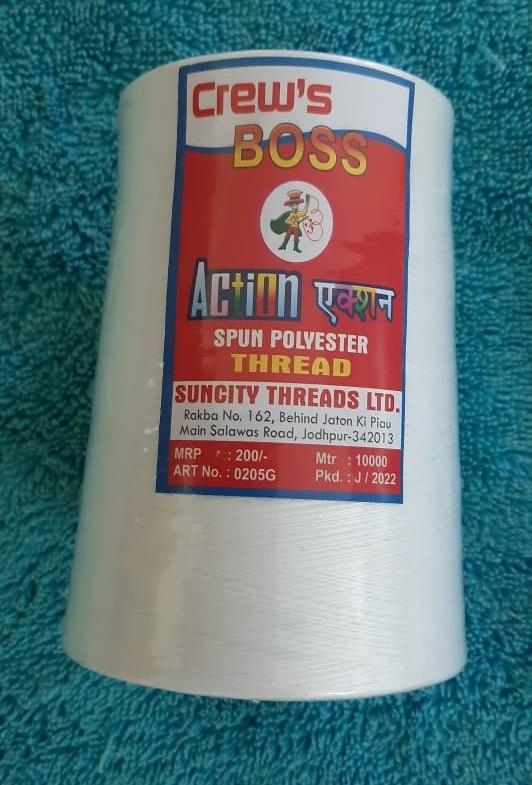 Crew's
BOSS
Action एक्शन
SPUN POLYESTER
THREAD
SUNCITY THREADS LTD.
Rakba No. 162, Behind Jaton Ki Piau
Main Salawas Road, Jodhpur-342013
MRP ₹ : 200/- Mtr : 10000
ART No. : 0205G Pkd. : J / 2022